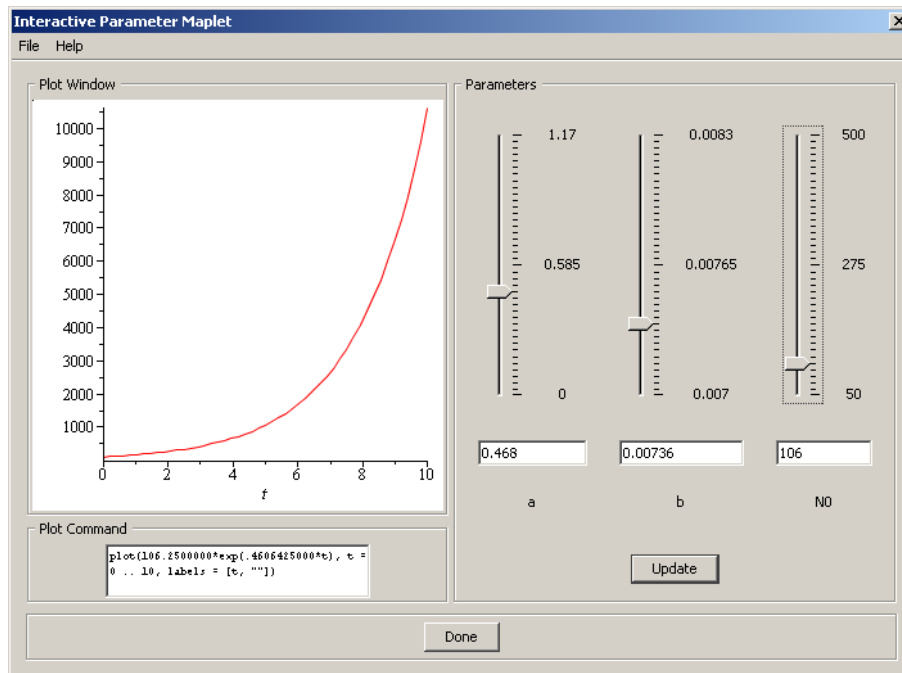 Interactive Parameter Maplet
File Help
Plot Window
10000
9000
8000
7000
6000
5000
4000
3000
2000
1000
0 2 4 6 8 10
t
Plot Command
plot(106.2500000*exp(.4606425000*t), t =
0 .. 10, labels = [t, ""])
Parameters
1.17 0.0083 500
0.585 0.00765 275
0 0.007 50
0.468 0.00736 106
a b N0
Update
Done